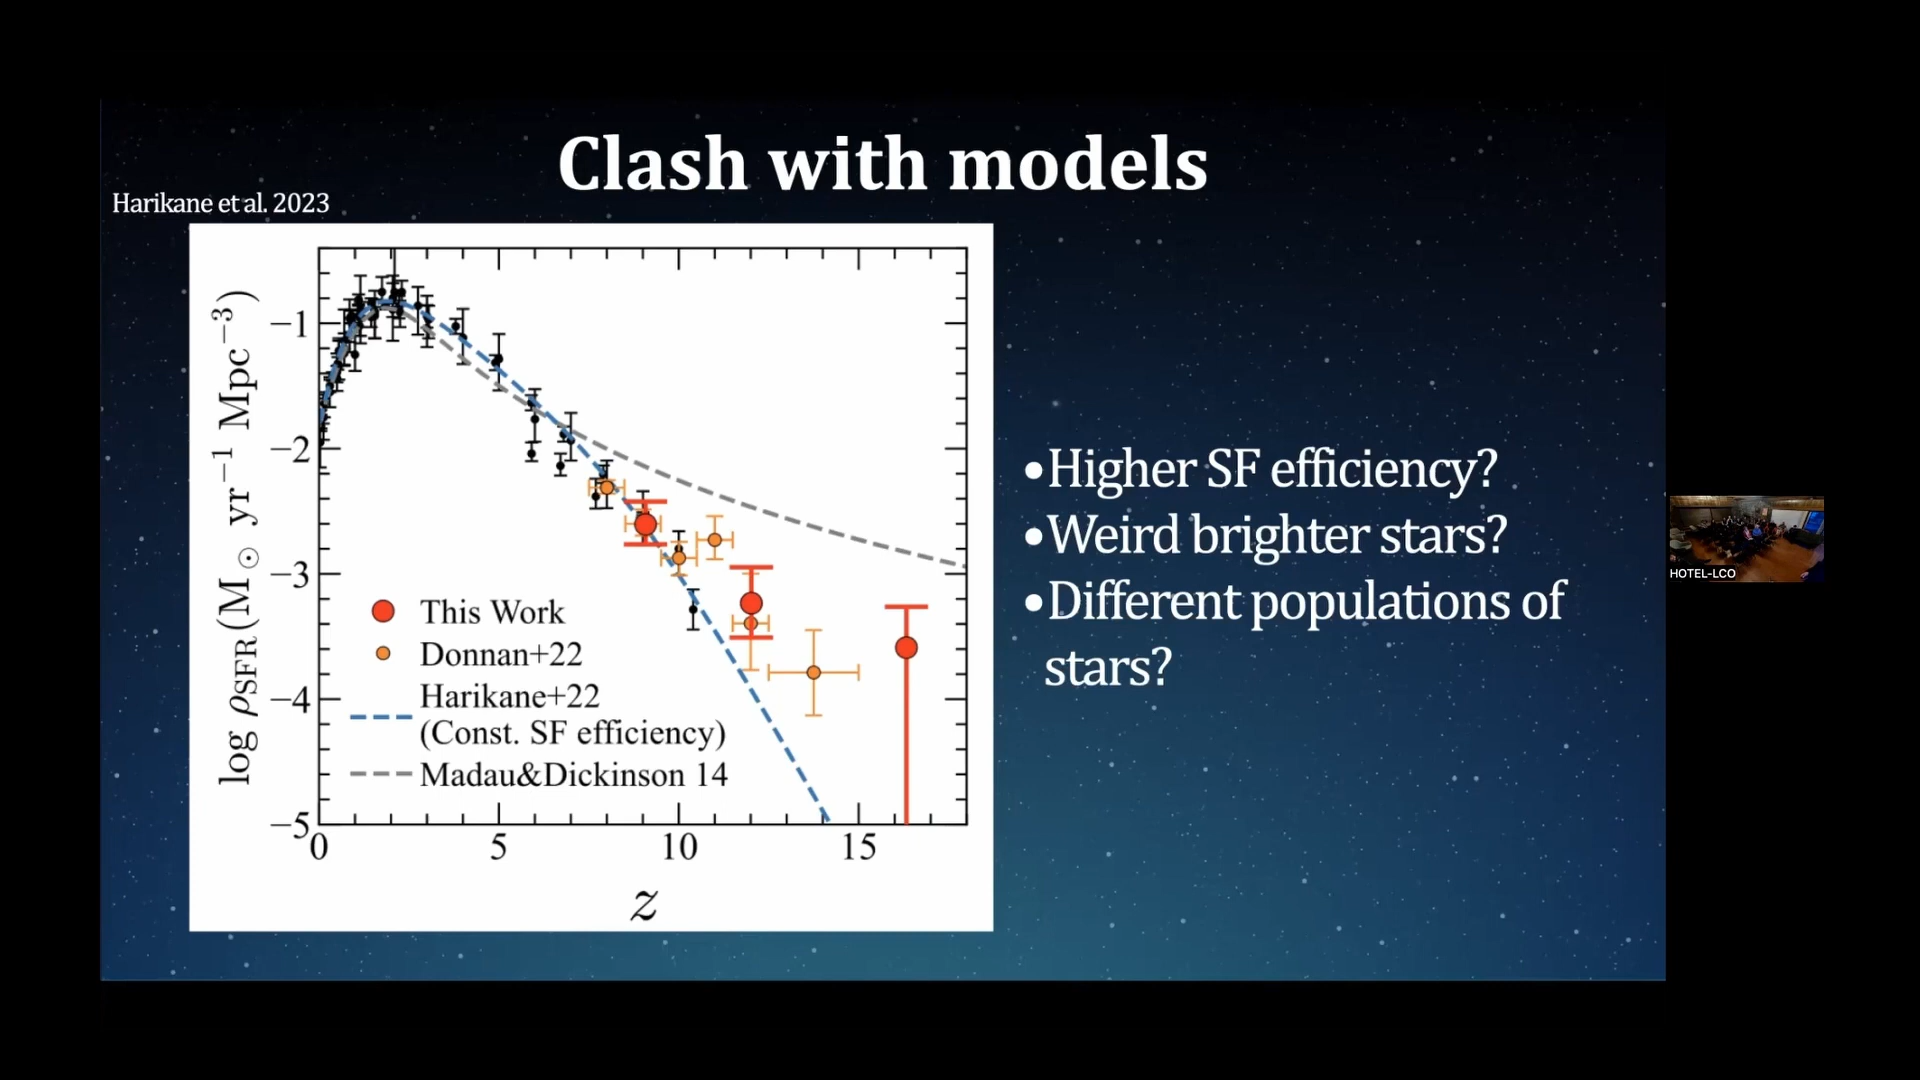 Clash with models
Harikane et al. 2023
log ρSFR(M⊙ yr−1 Mpc−3)
−1
−2
−3
−4
−5
This Work
Donnan+22
Harikane+22
(Const. SF efficiency)
Madau&Dickinson 14
0 5 10 15
z
•Higher SF efficiency?
•Weird brighter stars?
•Different populations of
stars?
HOTEL-LCO